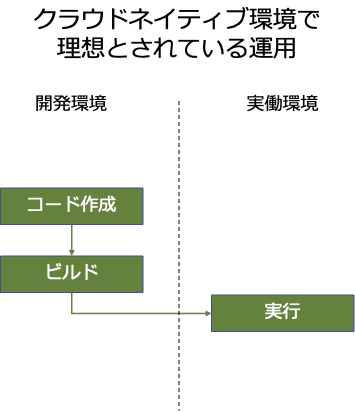 クラウドネイティブ環境で
理想とされている運用
開発環境
実働環境
コード作成
ビルド
実行